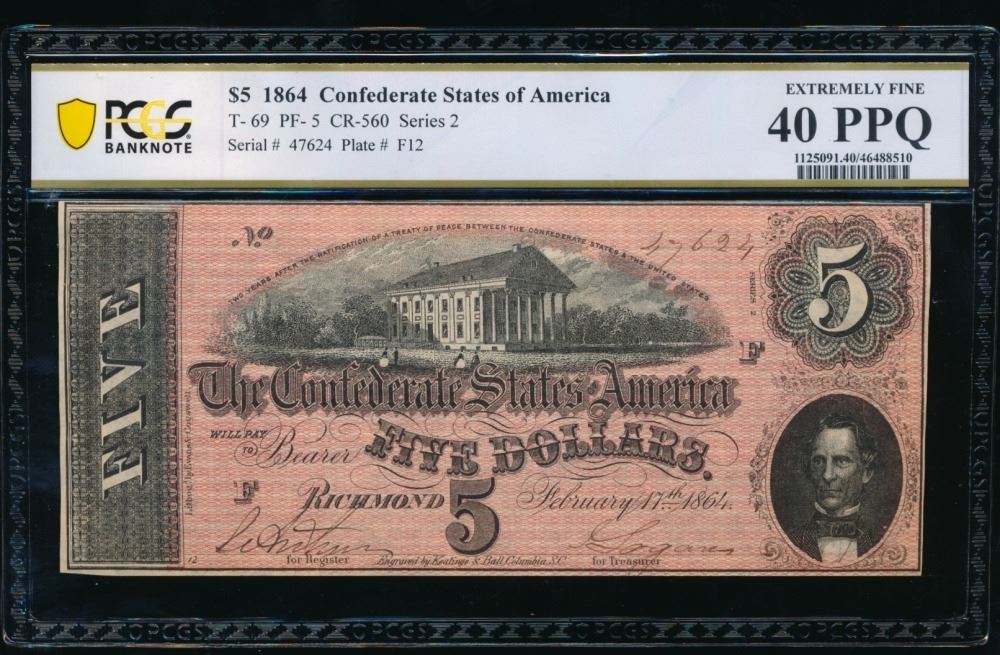 PCGS
BANKNOTE
$5 1864 Confederate States of America
T- 69 PF- 5 CR-560 Series 2
Serial # 47624 Plate # F12
EXTREMELY FINE
40 PPQ
1125091.40/46488510
No
TWO YEARS AFTER THE RATIFICATION OF A TREATY OF PEACE BETWEEN THE CONFEDERATE STATES & THE UNITED STATES
47624
SERIES 2
5
FIVE
F
The Confederate States of America
WILL PAY
TO Bearer FIVE DOLLARS.
F
RICHMOND 5 February 17th 1864.
12
for Register
Engraved by Keatinge & Ball Columbia, S.C.
for Treasurer